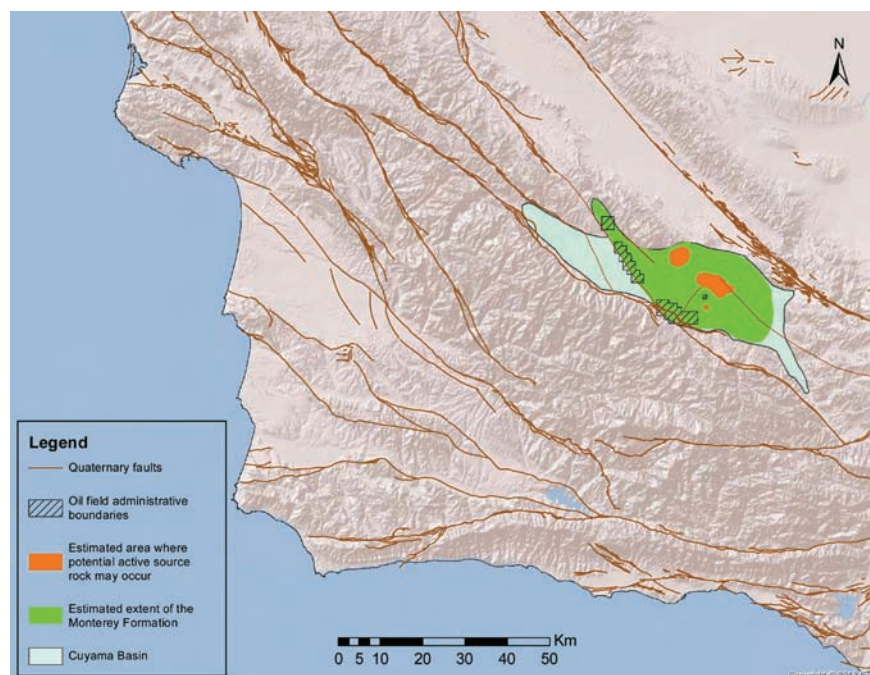 N
Legend
Quaternary faults
Oil field administrative
boundaries
Estimated area where
potential active source
rock may occur
Estimated extent of the
Monterey Formation
Cuyama Basin
Km
0 5 10 20 30 40 50